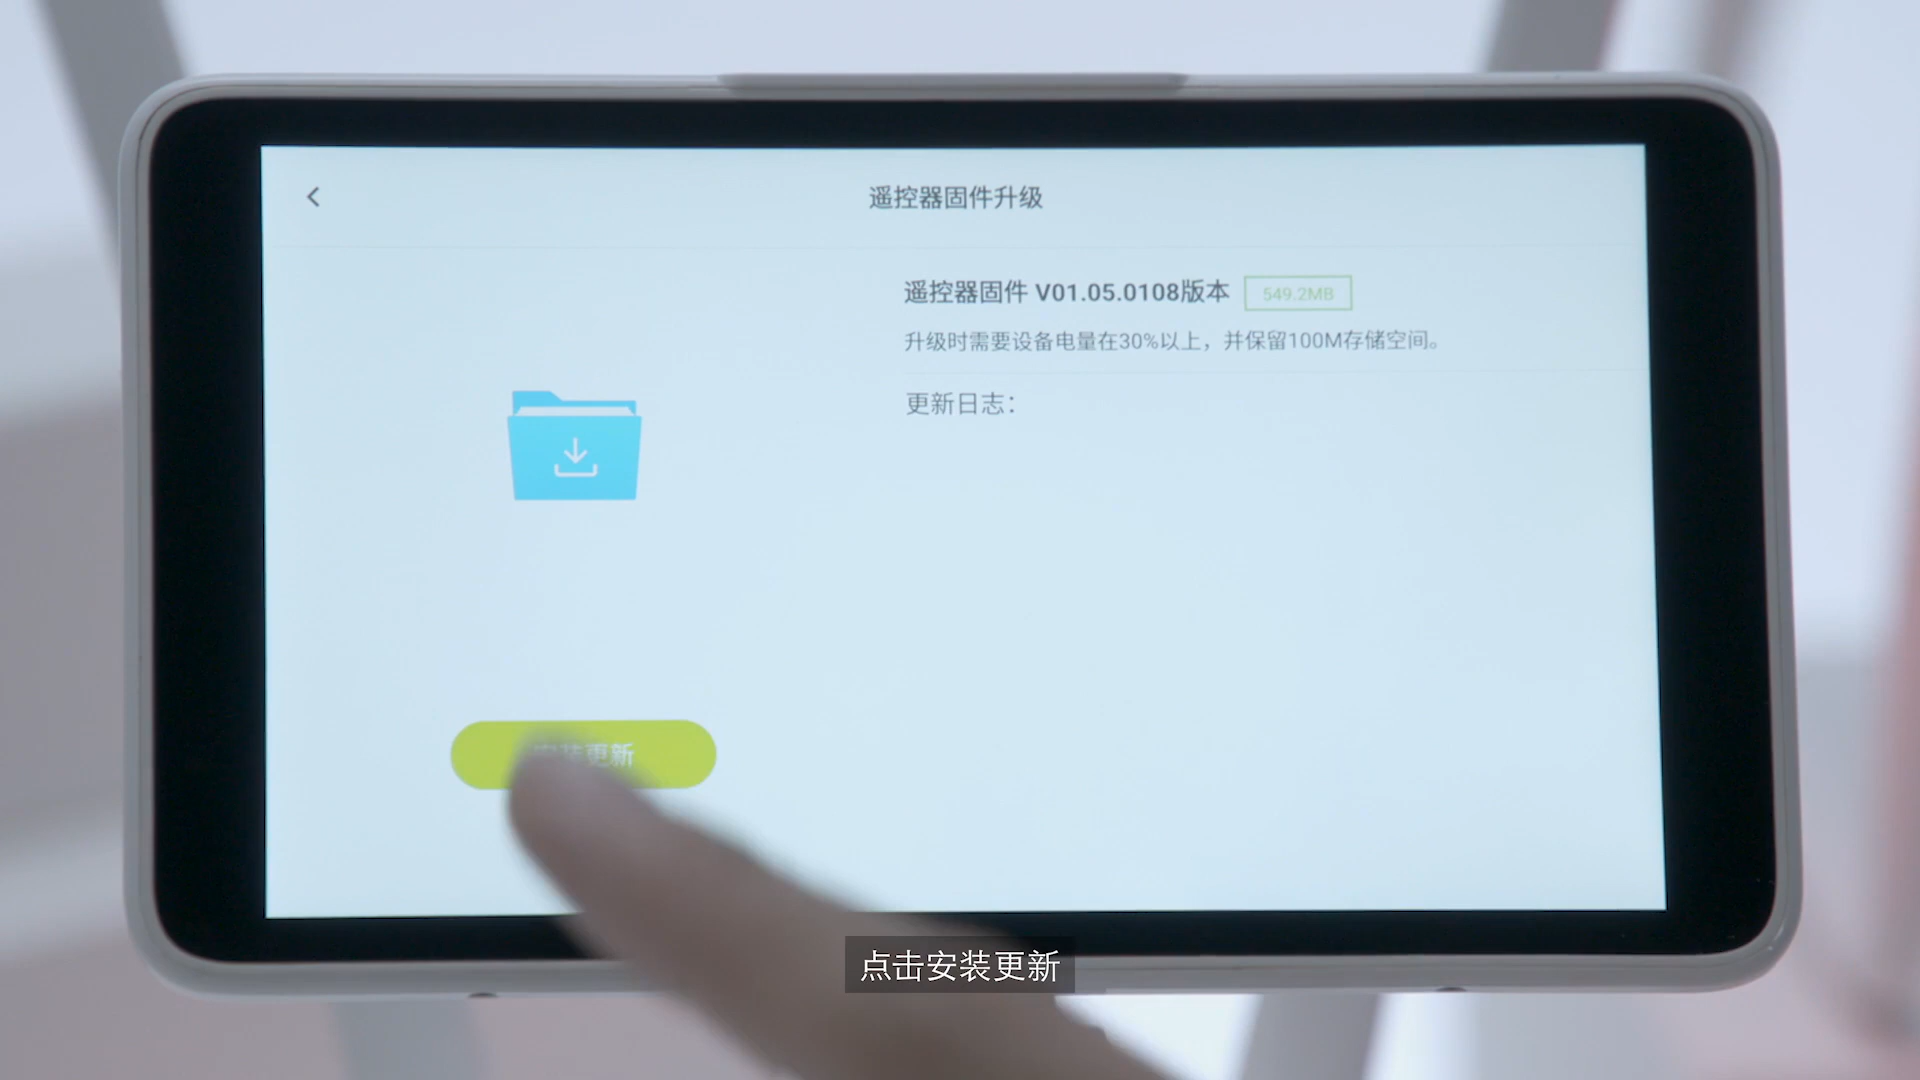 遥控器固件升级
遥控器固件 V01.05.0108版本 549.2MB
升级时需要设备电量在30%以上，并保留100M存储空间。
更新日志：
安装更新
点击安装更新